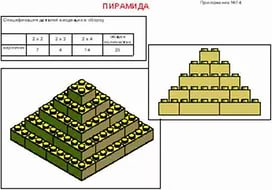 ПИРАМИДА
Приложение №14
Спецификация деталей входящих в сборку
2 x 2 2 x 3 2 x 4 общее количество
кирпичики 7 4 14 25